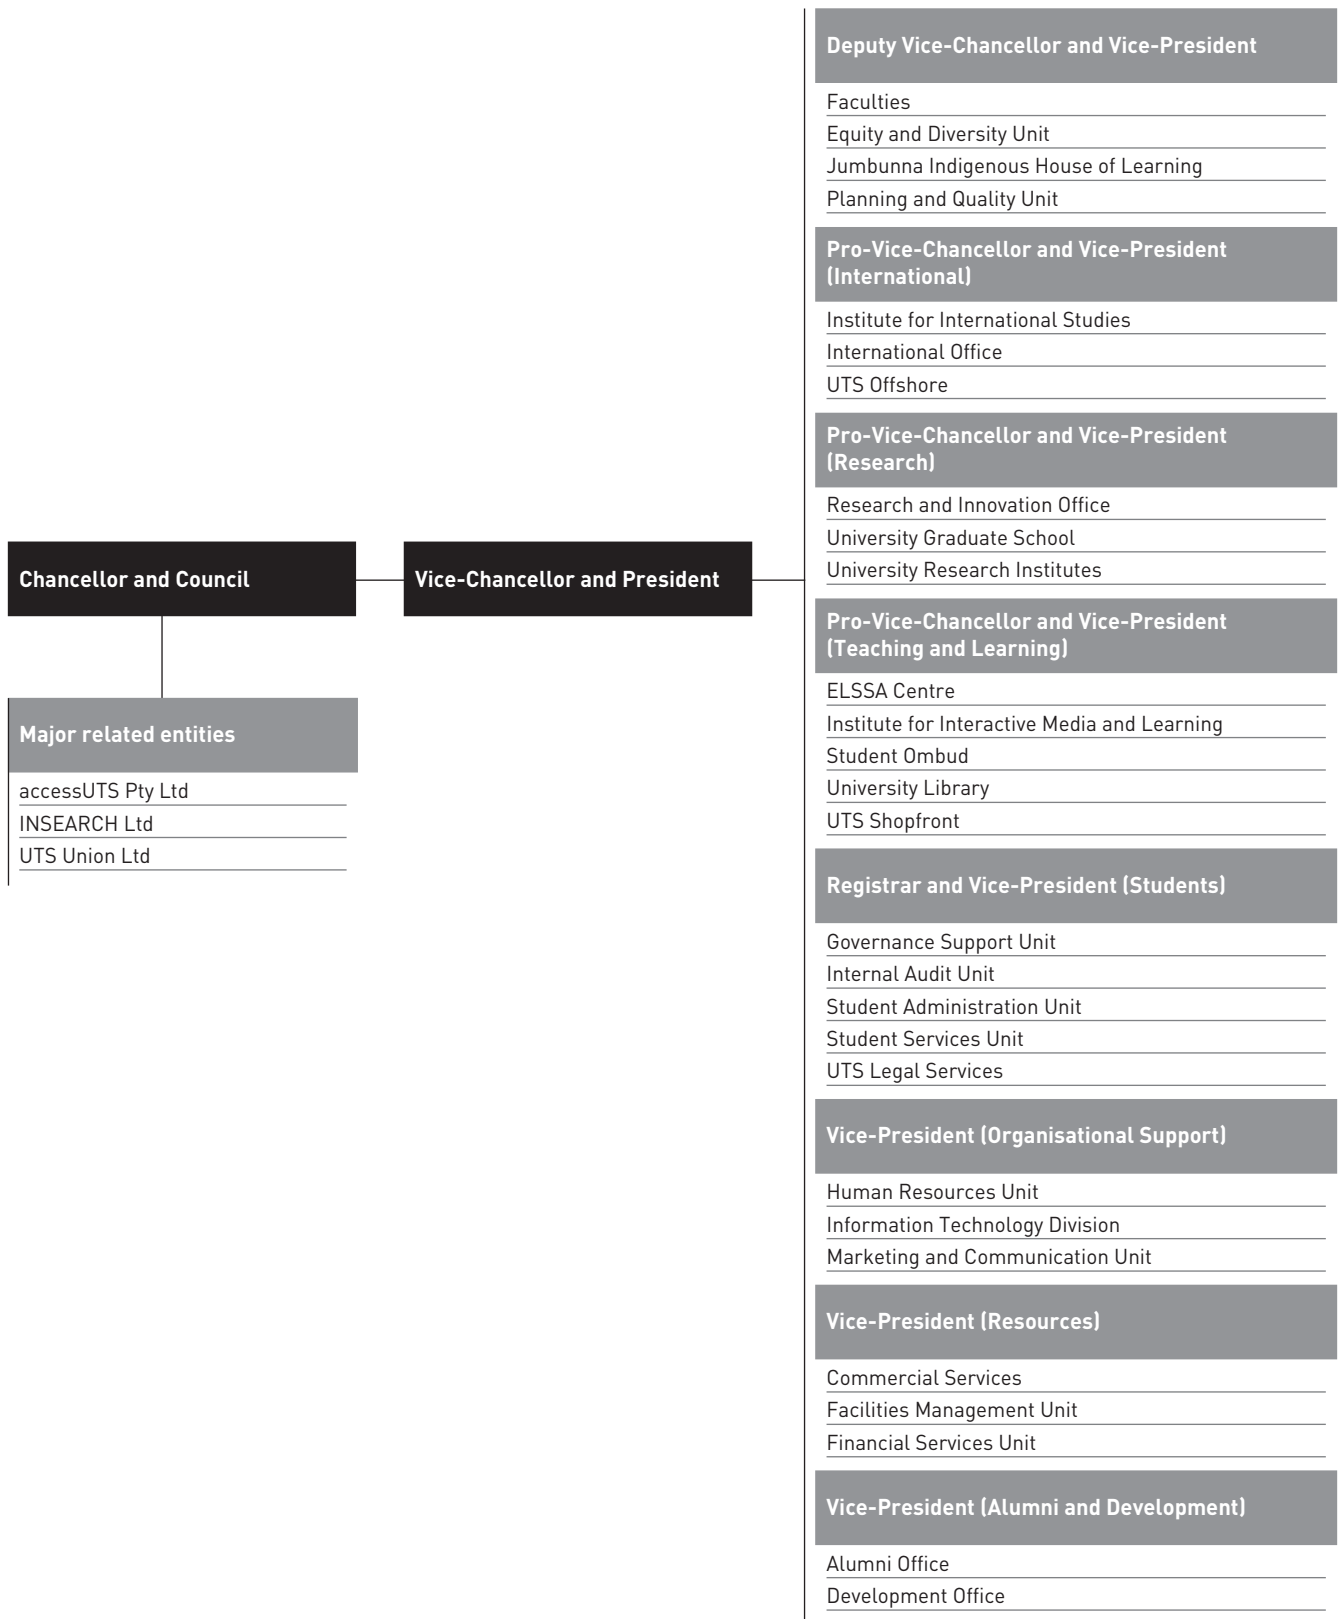 Chancellor and Council
Major related entities
accessUTS Pty Ltd
INSEARCH Ltd
UTS Union Ltd
Vice-Chancellor and President
Deputy Vice-Chancellor and Vice-President
Faculties
Equity and Diversity Unit
Jumbunna Indigenous House of Learning
Planning and Quality Unit
Pro-Vice-Chancellor and Vice-President
(International)
Institute for International Studies
International Office
UTS Offshore
Pro-Vice-Chancellor and Vice-President
(Research)
Research and Innovation Office
University Graduate School
University Research Institutes
Pro-Vice-Chancellor and Vice-President
(Teaching and Learning)
ELSSA Centre
Institute for Interactive Media and Learning
Student Ombud
University Library
UTS Shopfront
Registrar and Vice-President (Students)
Governance Support Unit
Internal Audit Unit
Student Administration Unit
Student Services Unit
UTS Legal Services
Vice-President (Organisational Support)
Human Resources Unit
Information Technology Division
Marketing and Communication Unit
Vice-President (Resources)
Commercial Services
Facilities Management Unit
Financial Services Unit
Vice-President (Alumni and Development)
Alumni Office
Development Office